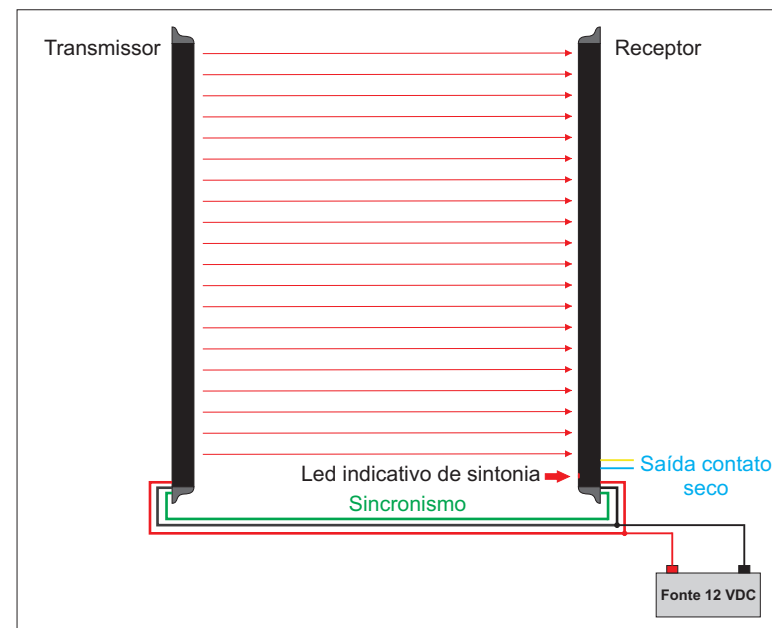 Transmissor
Receptor
Led indicativo de sintonia
Saída contato
seco
Sincronismo
Fonte 12 VDC